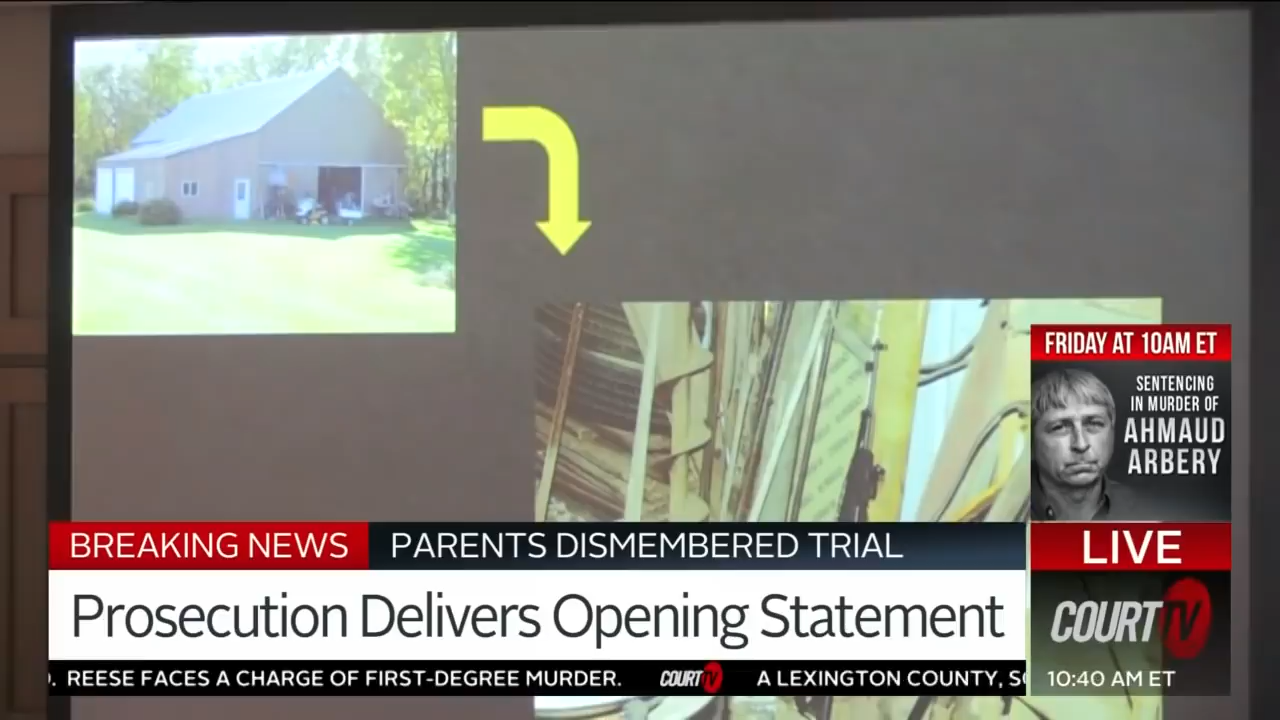 FRIDAY AT 10AM ET
SENTENCING
IN MURDER OF
AHMAUD
ARBERY
BREAKING NEWS
PARENTS DISMEMBERED TRIAL
LIVE
Prosecution Delivers Opening Statement
COURT TV
REESE FACES A CHARGE OF FIRST-DEGREE MURDER. COURT TV A LEXINGTON COUNTY,
10:40 AM ET